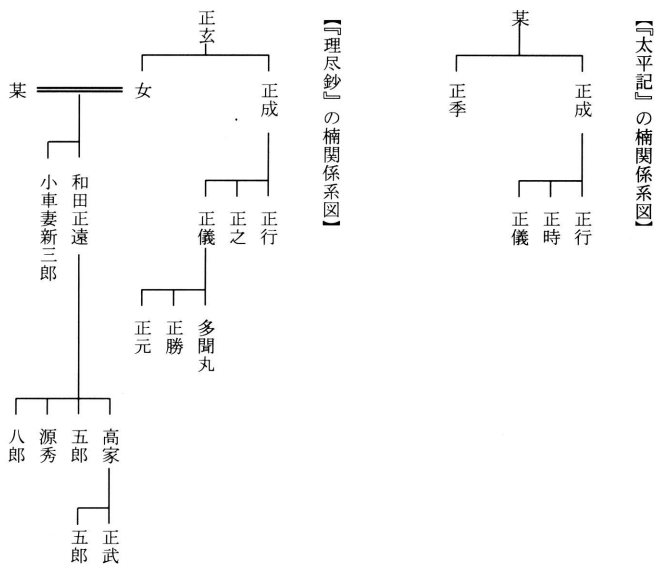 【『太平記』の楠関係系図】
某
正成
正季
正行
正時
正儀
【『理尽鈔』の楠関係系図】
正玄
正成
女
某
正行
正之
正儀
多聞丸
正勝
正元
和田正遠
小車妻新三郎
高家
五郎
源秀
八郎
正武
五郎